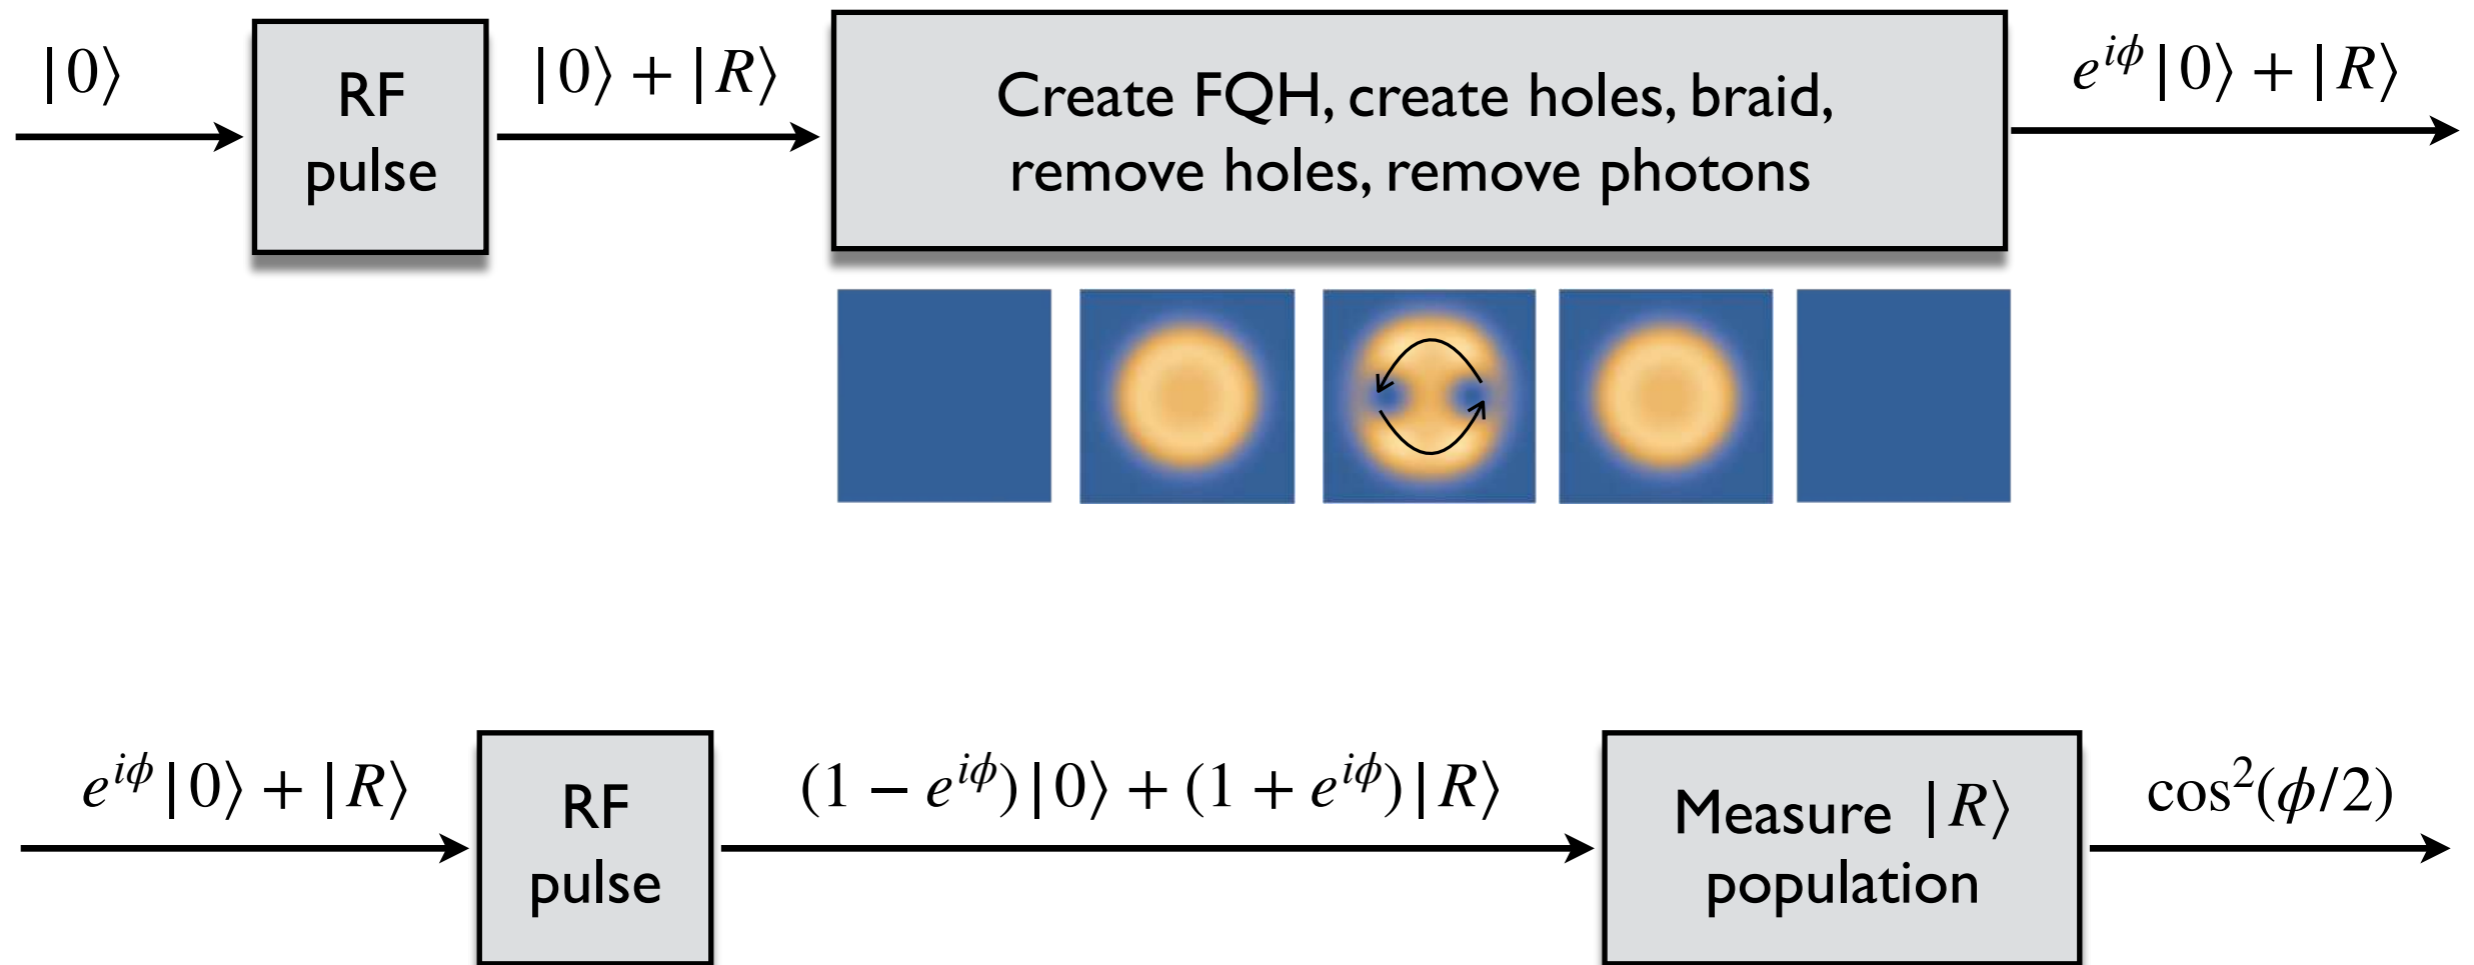 |0⟩
RF
pulse
|0⟩ + |R⟩
Create FQH, create holes, braid,
remove holes, remove photons
e^{iϕ}|0⟩ + |R⟩
e^{iϕ}|0⟩ + |R⟩
RF
pulse
(1 − e^{iϕ})|0⟩ + (1 + e^{iϕ})|R⟩
Measure |R⟩
population
cos²(ϕ/2)